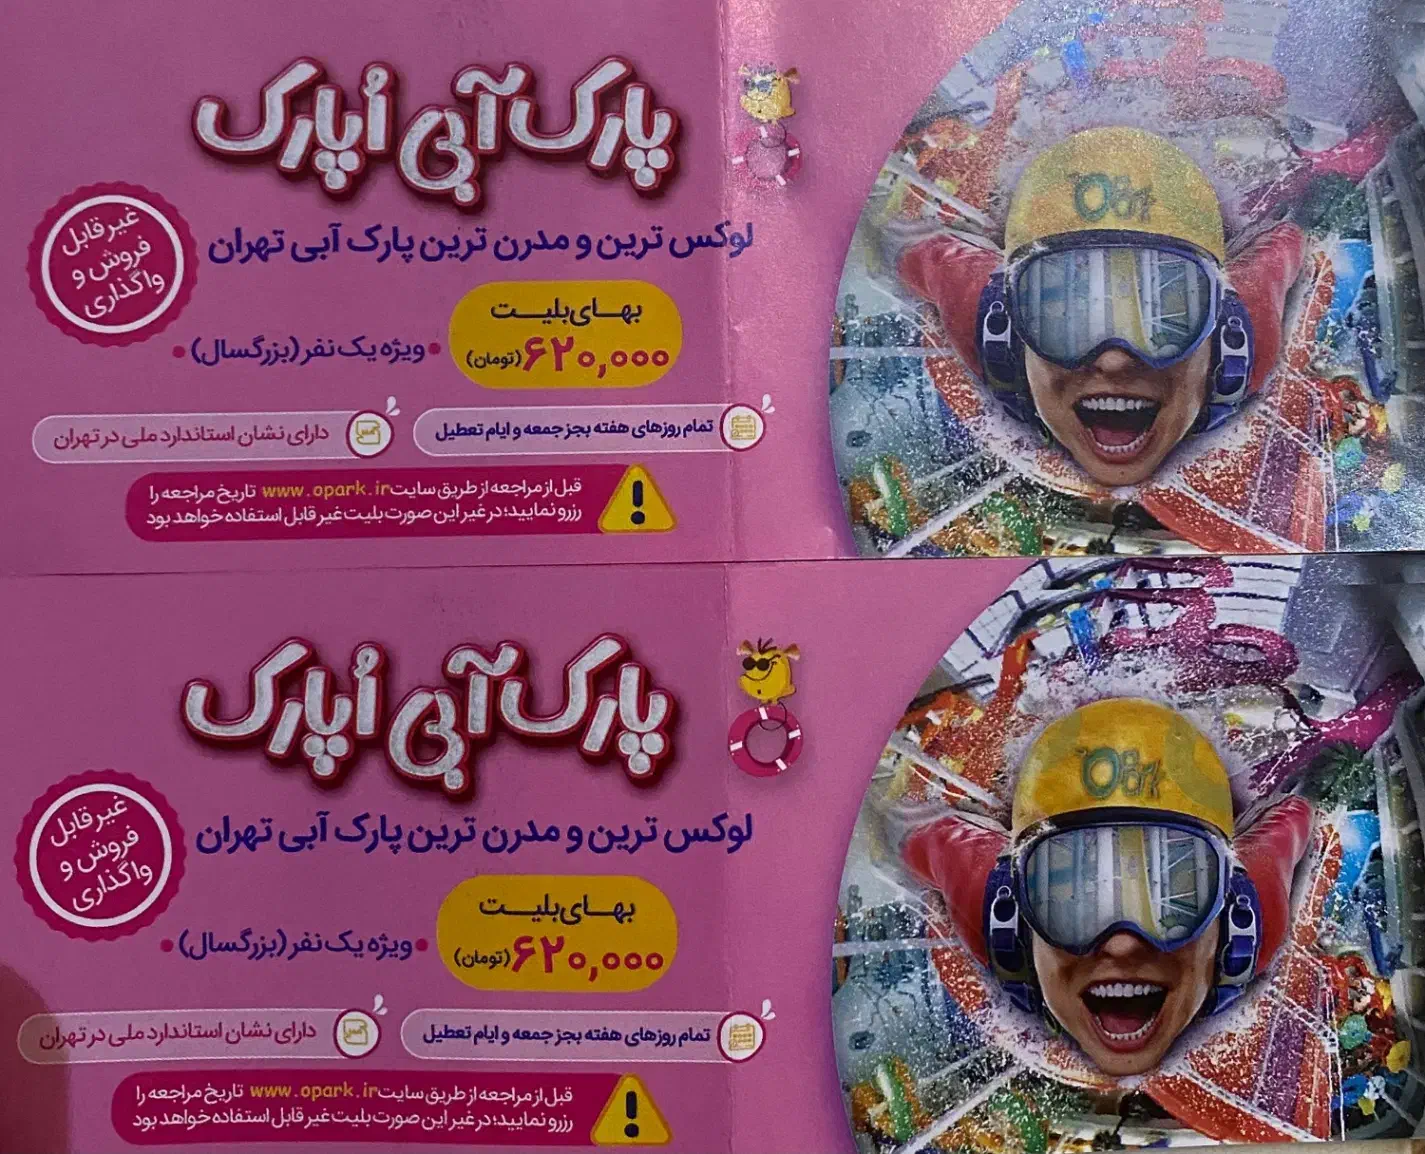 پارک آبی اُپارک
لوکس ترین و مدرن ترین پارک آبی تهران
غیر قابل
فروش و
واگذاری
بهای بلیت
۶۲۰,۰۰۰ (تومان)
• ویژه یک نفر (بزرگسال) •
تمام روزهای هفته بجز جمعه و ایام تعطیل
دارای نشان استاندارد ملی در تهران
قبل از مراجعه از طریق سایت www.opark.ir تاریخ مراجعه را
رزرو نمایید؛ در غیر این صورت بلیت غیر قابل استفاده خواهد بود
Opark
پارک آبی اُپارک
لوکس ترین و مدرن ترین پارک آبی تهران
غیر قابل
فروش و
واگذاری
بهای بلیت
۶۲۰,۰۰۰ (تومان)
• ویژه یک نفر (بزرگسال) •
تمام روزهای هفته بجز جمعه و ایام تعطیل
دارای نشان استاندارد ملی در تهران
قبل از مراجعه از طریق سایت www.opark.ir تاریخ مراجعه را
رزرو نمایید؛ در غیر این صورت بلیت غیر قابل استفاده خواهد بود
Opark